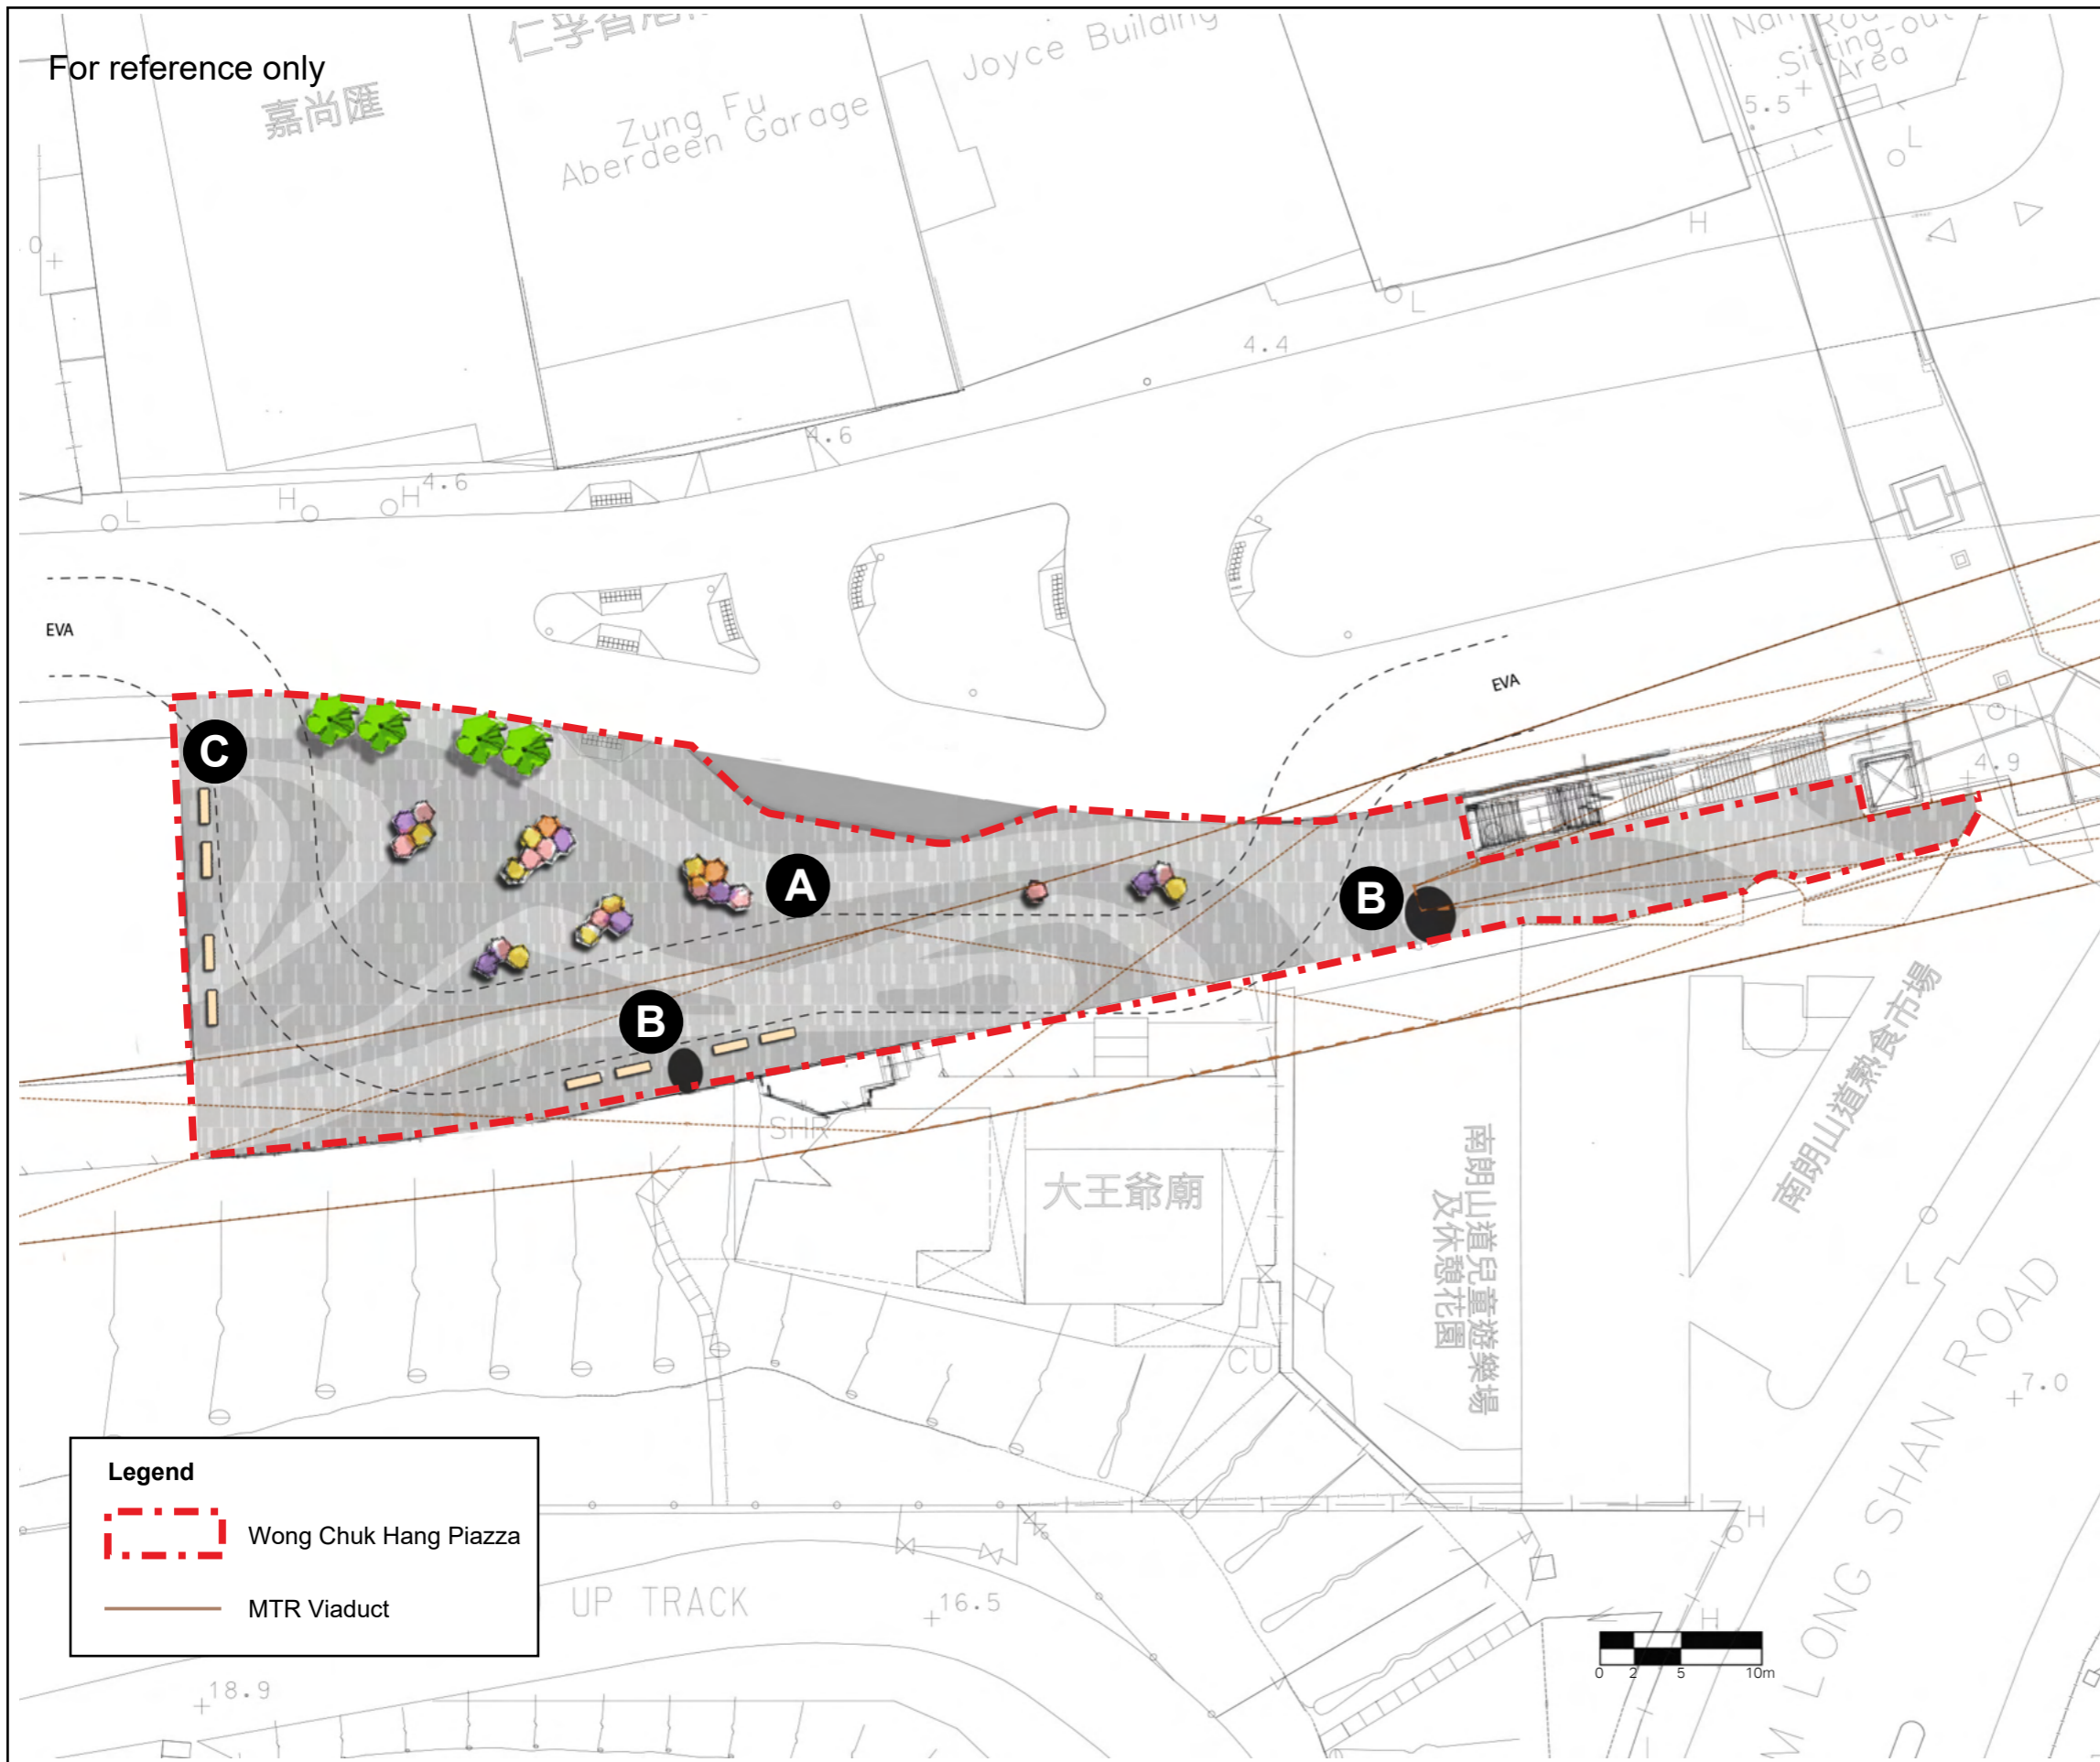 For reference only
嘉尚匯
Zung Fu
Aberdeen Garage
Joyce Building
Sitting-out
Area
5.5
L
H
0
L
4.4
4.6
4.6
H
H
L
EVA
EVA
C
A
B
B
4.9
L
SHR
大王爺廟
南朗山道兒童遊樂場
及休憩花園
南朗山道熟食市場
CU
L
7.0
LONG SHAN ROAD
H
H
Legend
Wong Chuk Hang Piazza
MTR Viaduct
UP TRACK
16.5
18.9
0 2 5 10m